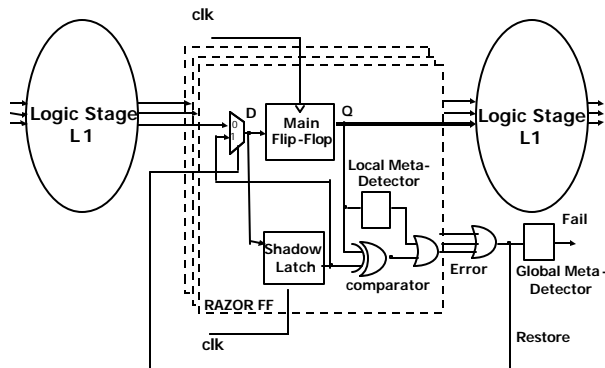 clk
Logic Stage
L1
D
0
1
Main
Flip-Flop
Q
Logic Stage
L1
Local Meta-
Detector
Shadow
Latch
comparator
RAZOR FF
Error
Fail
Global Meta-
Detector
Restore
clk